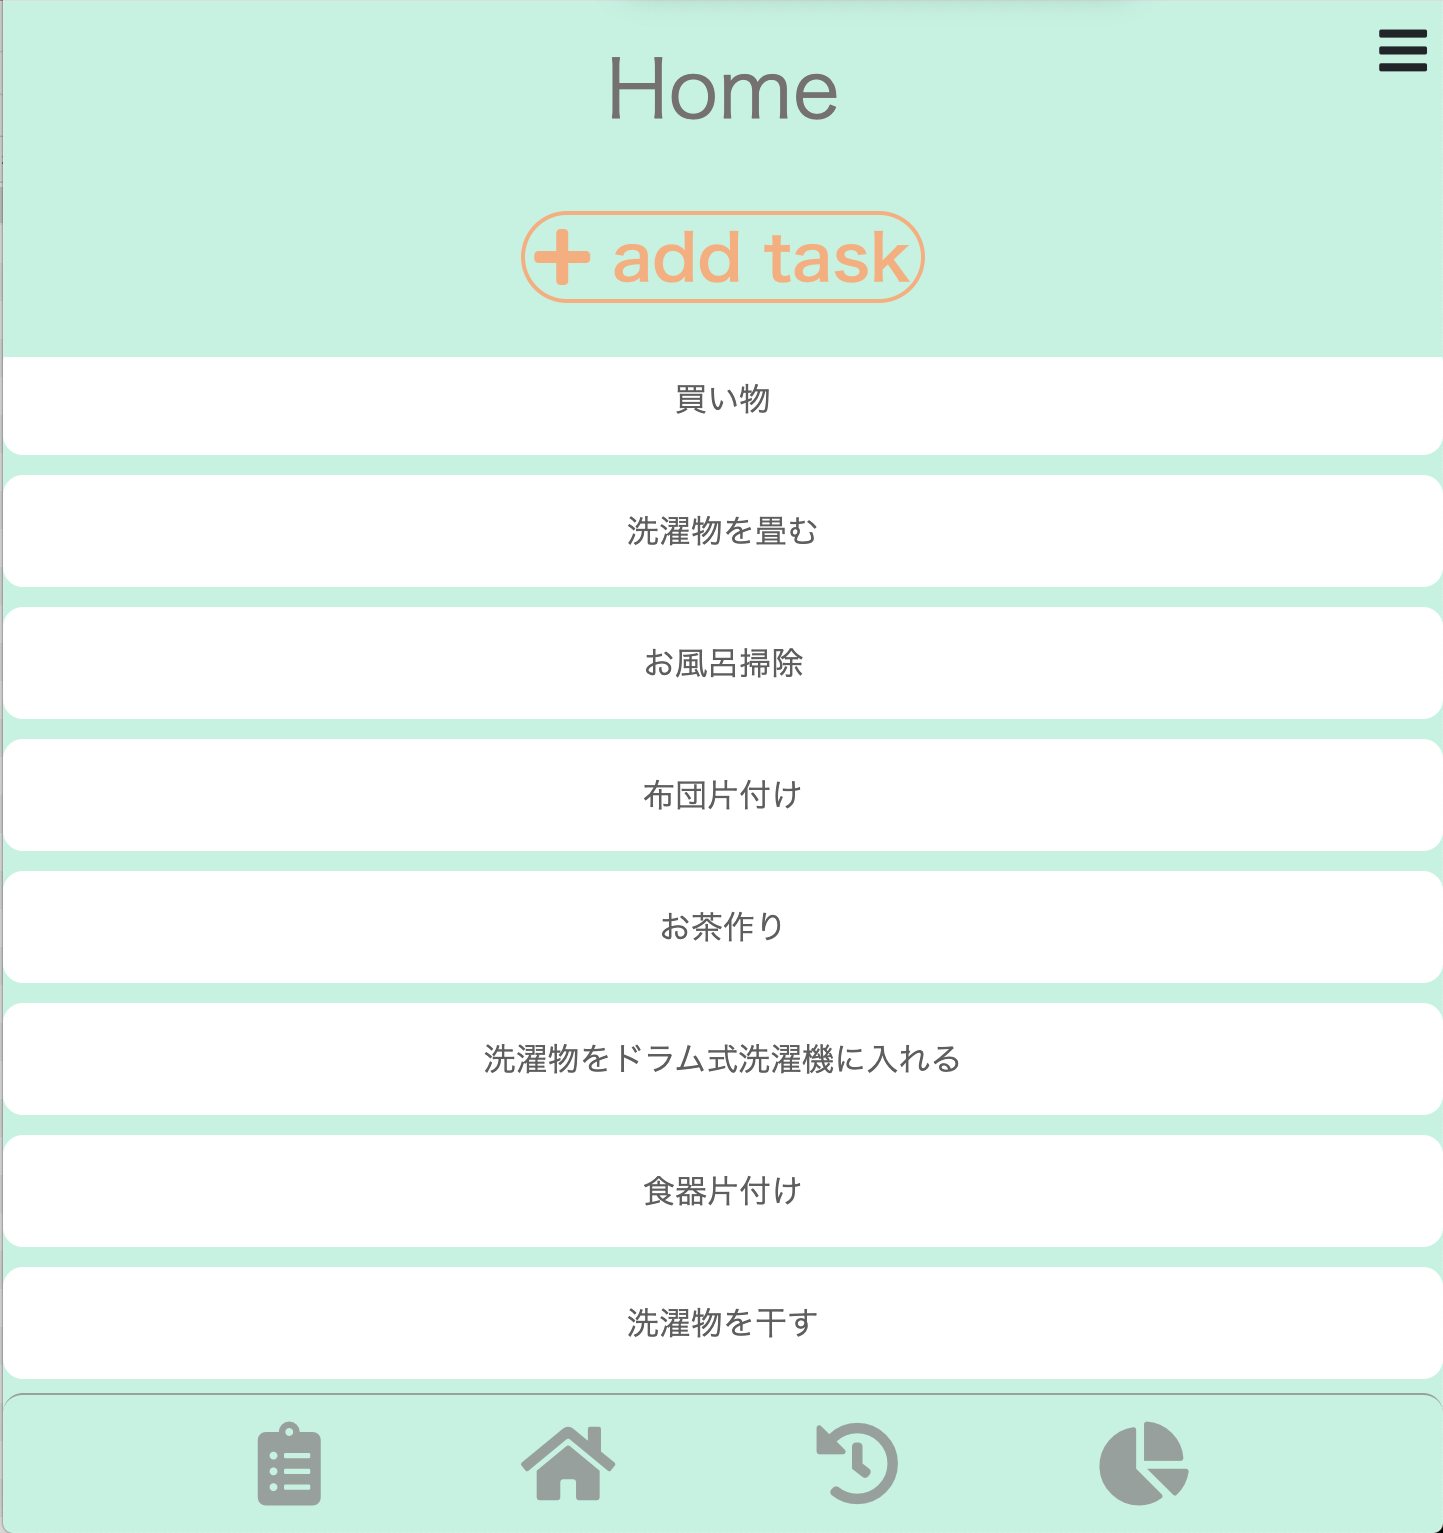 Home
add task
買い物
洗濯物を畳む
お風呂掃除
布団片付け
お茶作り
洗濯物をドラム式洗濯機に入れる
食器片付け
洗濯物を干す